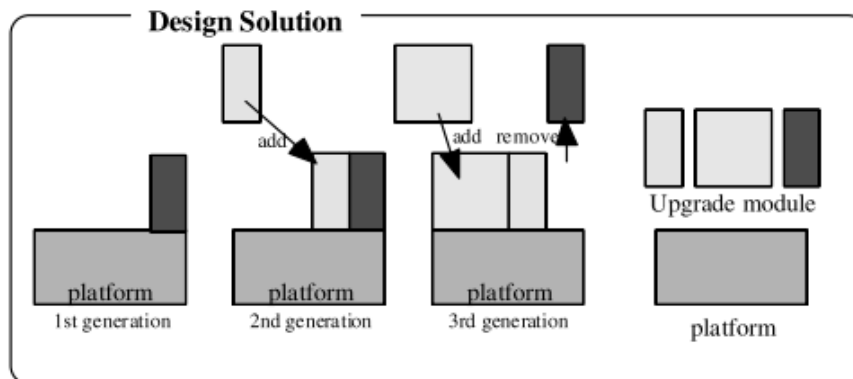 Design Solution
add
add remove
Upgrade module
platform
platform
platform
1st generation
2nd generation
3rd generation
platform